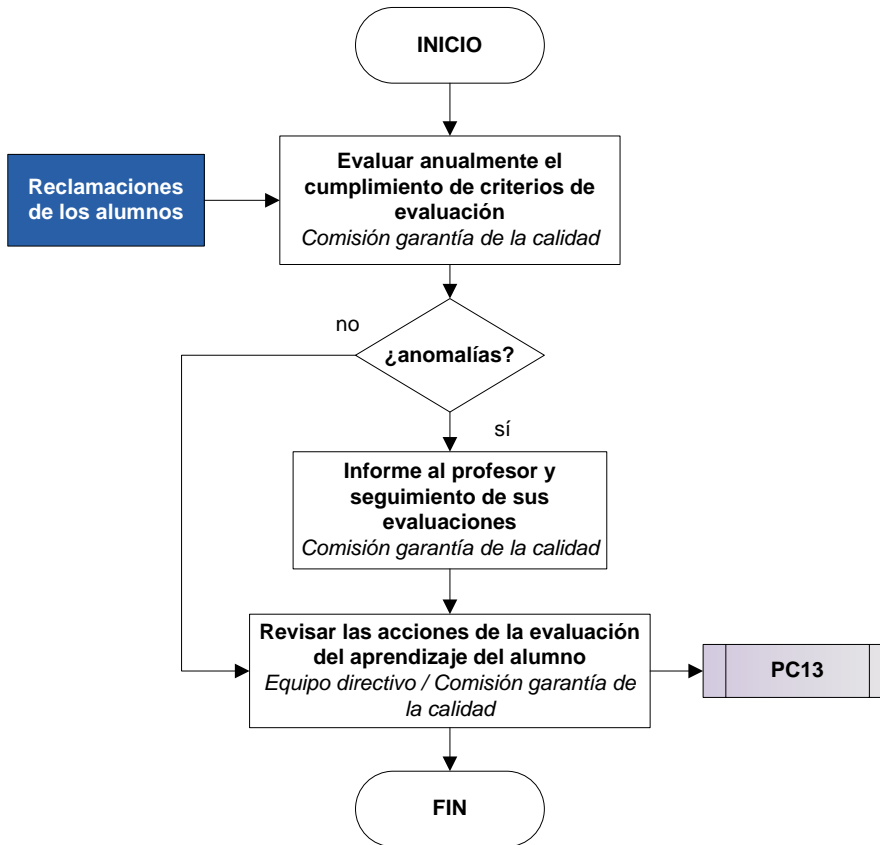 INICIO
Reclamaciones
de los alumnos
Evaluar anualmente el
cumplimiento de criterios de
evaluación
Comisión garantía de la calidad
no
¿anomalías?
sí
Informe al profesor y
seguimiento de sus
evaluaciones
Comisión garantía de la calidad
Revisar las acciones de la evaluación
del aprendizaje del alumno
Equipo directivo / Comisión garantía de
la calidad
PC13
FIN